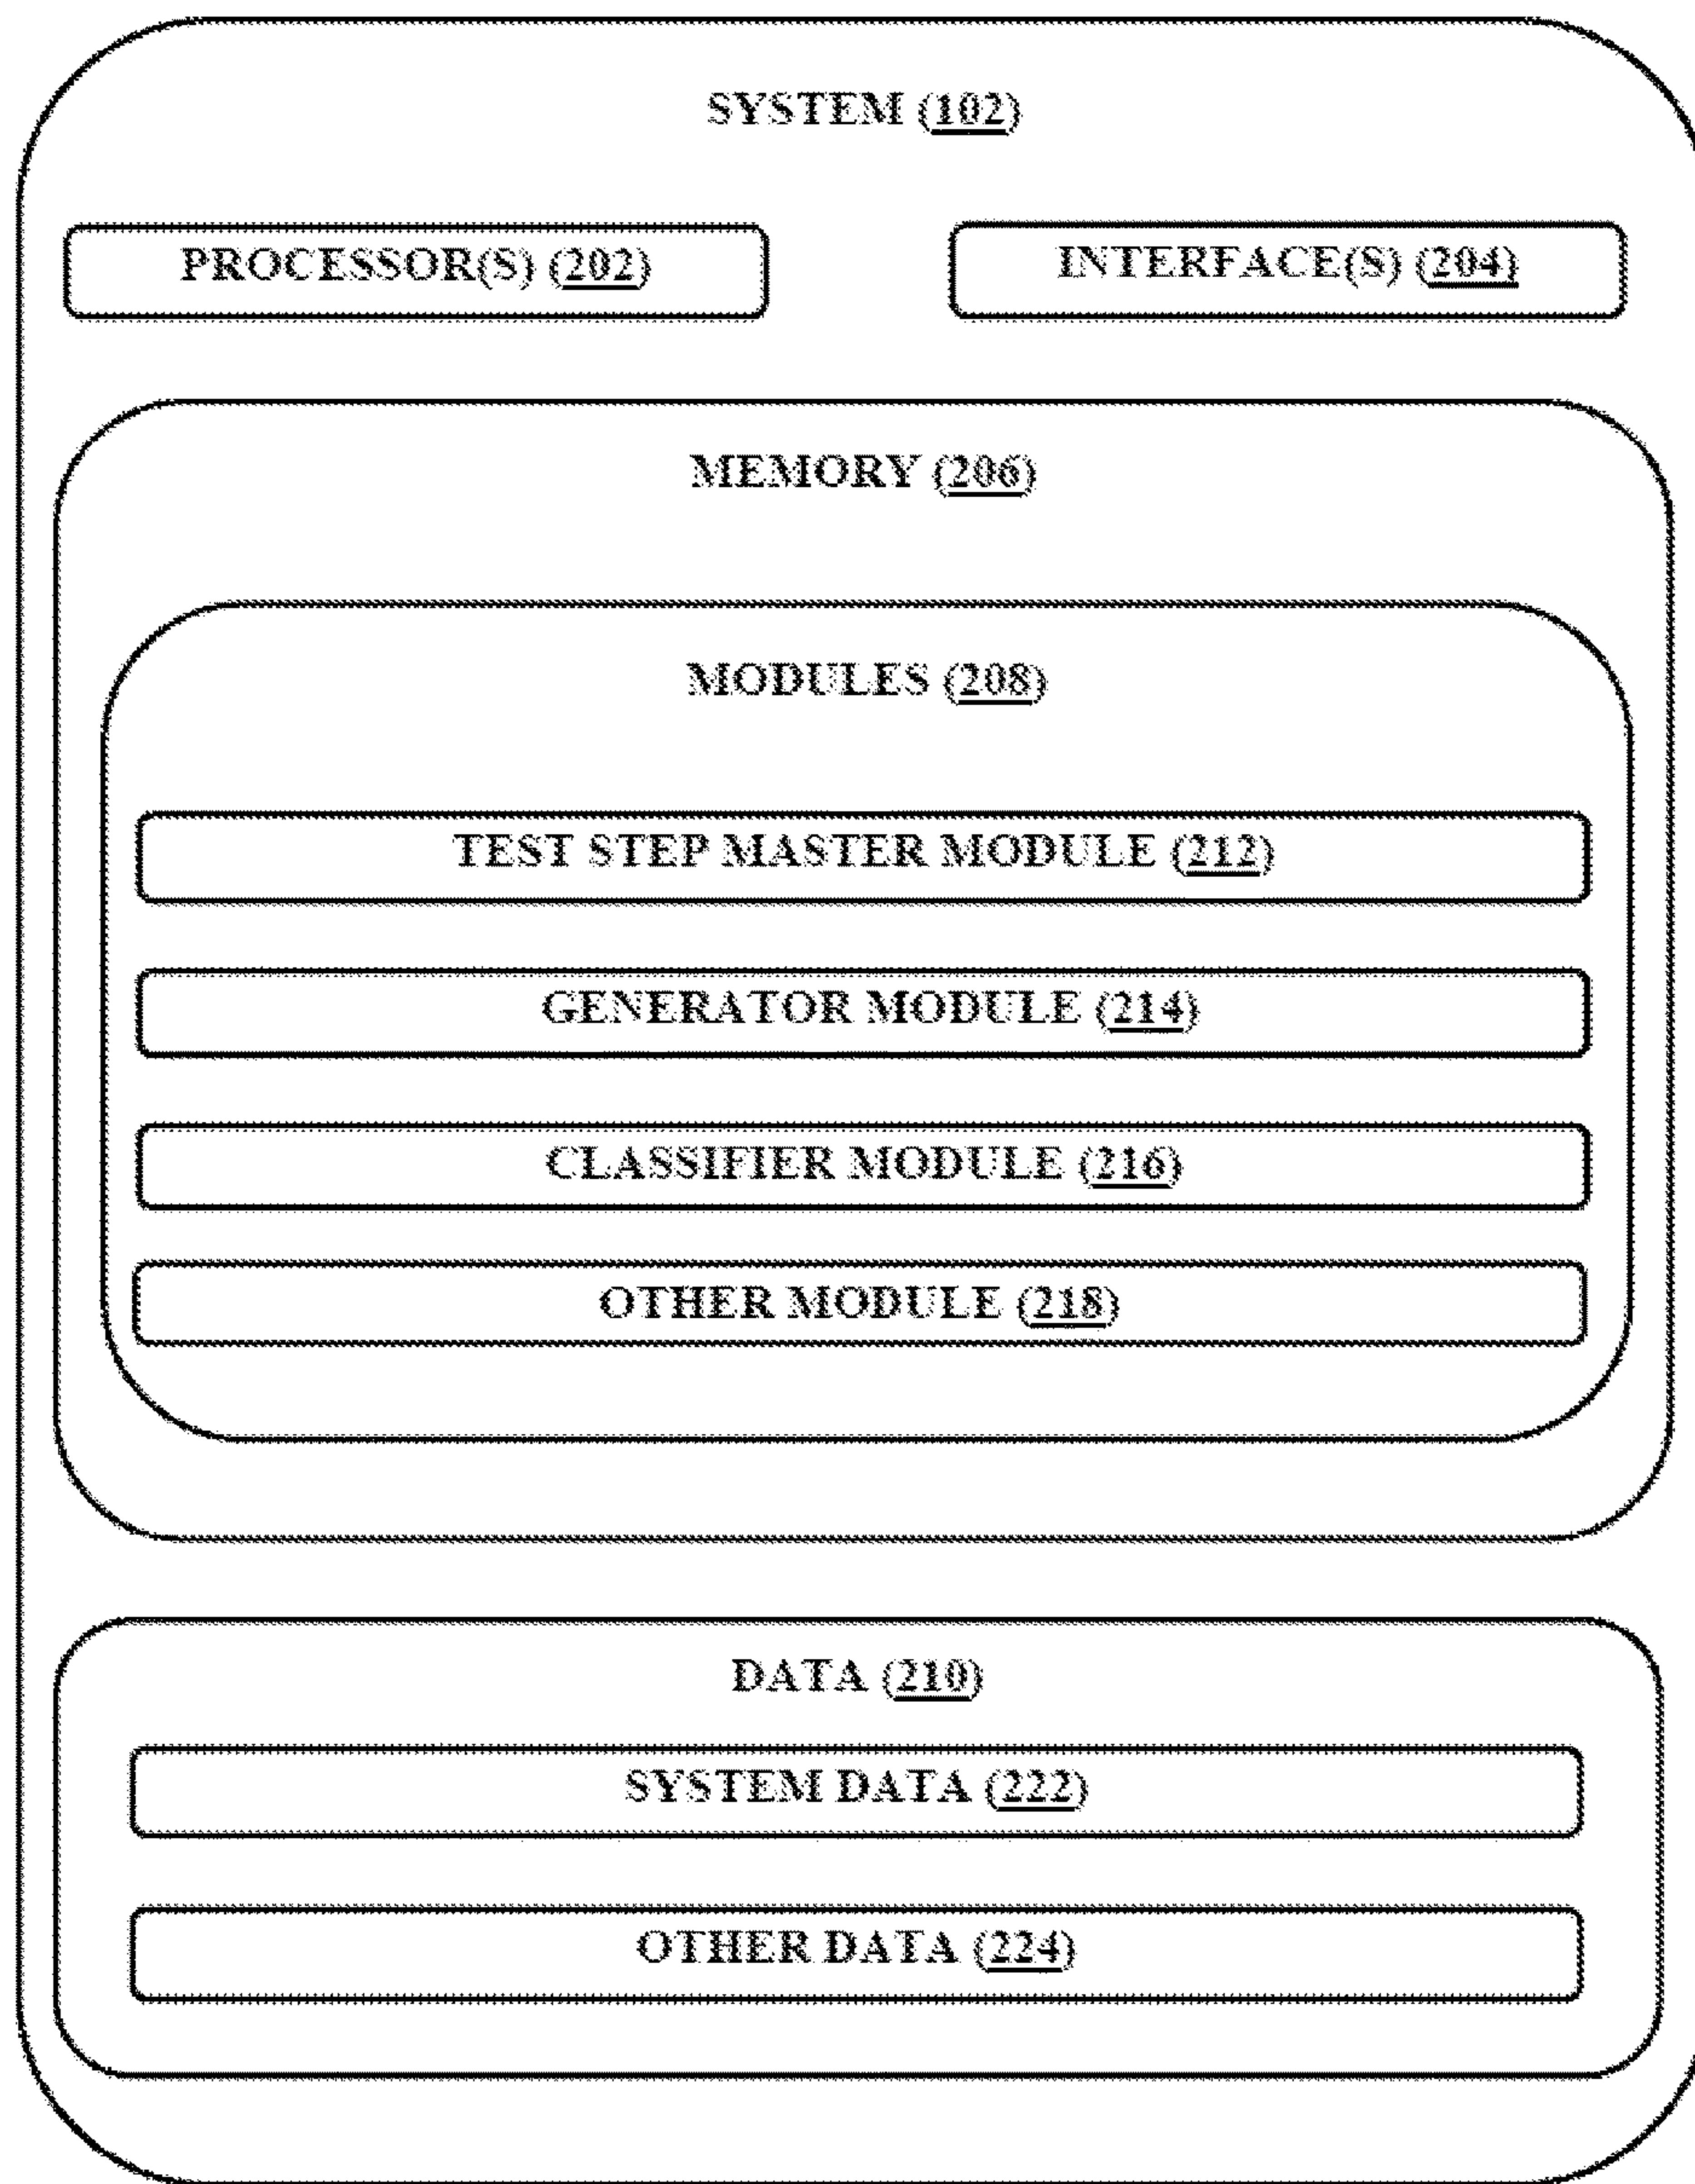 SYSTEM (102)
PROCESSOR(S) (202)
INTERFACE(S) (204)
MEMORY (206)
MODULES (208)
TEST STEP MASTER MODULE (212)
GENERATOR MODULE (214)
CLASSIFIER MODULE (216)
OTHER MODULE (218)
DATA (210)
SYSTEM DATA (222)
OTHER DATA (224)